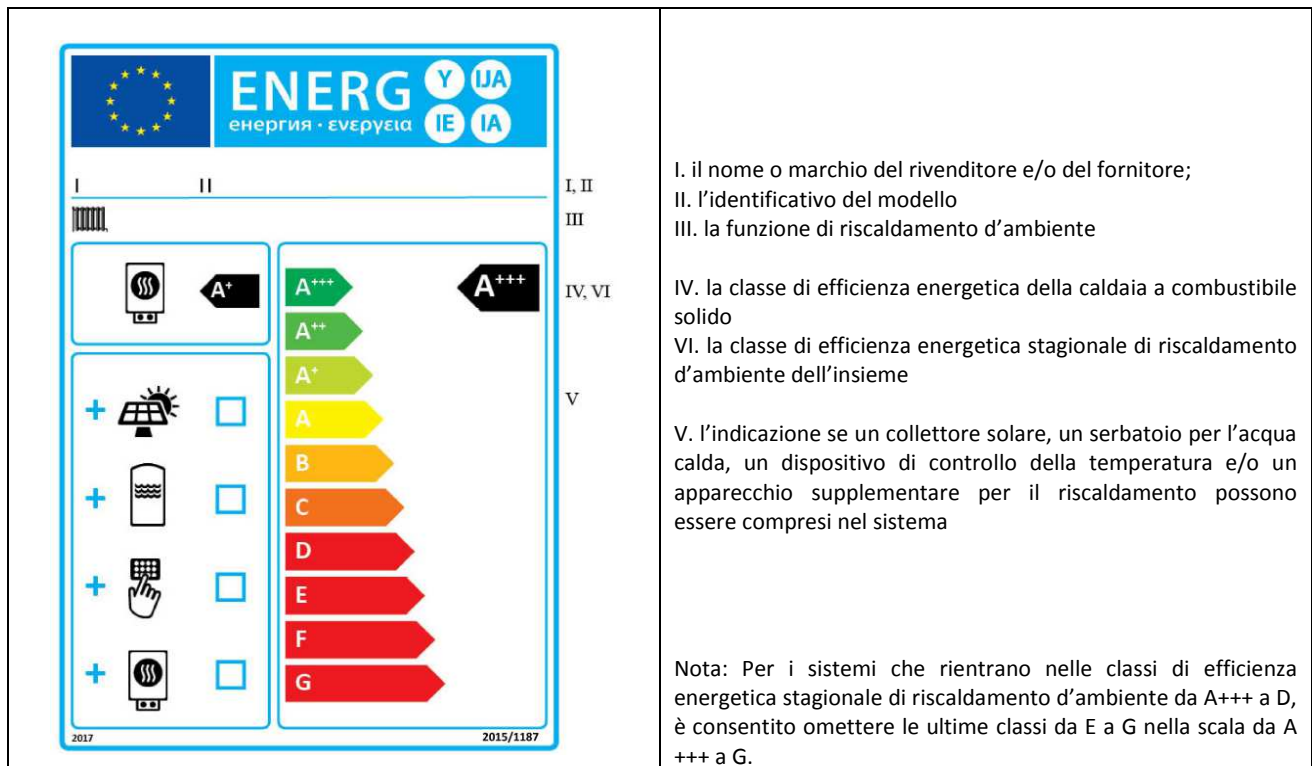 ENERG Y IJA
енергия · ενεργεια IE IA
I II I, II
III
A+ A+++ A+++ IV, VI
A++
A+
+ A V
B
+ C
D
+ E
F
+ G
2017 2015/1187
I. il nome o marchio del rivenditore e/o del fornitore;
II. l’identificativo del modello
III. la funzione di riscaldamento d’ambiente
IV. la classe di efficienza energetica della caldaia a combustibile
solido
VI. la classe di efficienza energetica stagionale di riscaldamento
d’ambiente dell’insieme
V. l’indicazione se un collettore solare, un serbatoio per l’acqua
calda, un dispositivo di controllo della temperatura e/o un
apparecchio supplementare per il riscaldamento possono
essere compresi nel sistema
Nota: Per i sistemi che rientrano nelle classi di efficienza
energetica stagionale di riscaldamento d’ambiente da A+++ a D,
è consentito omettere le ultime classi da E a G nella scala da A
+++ a G.